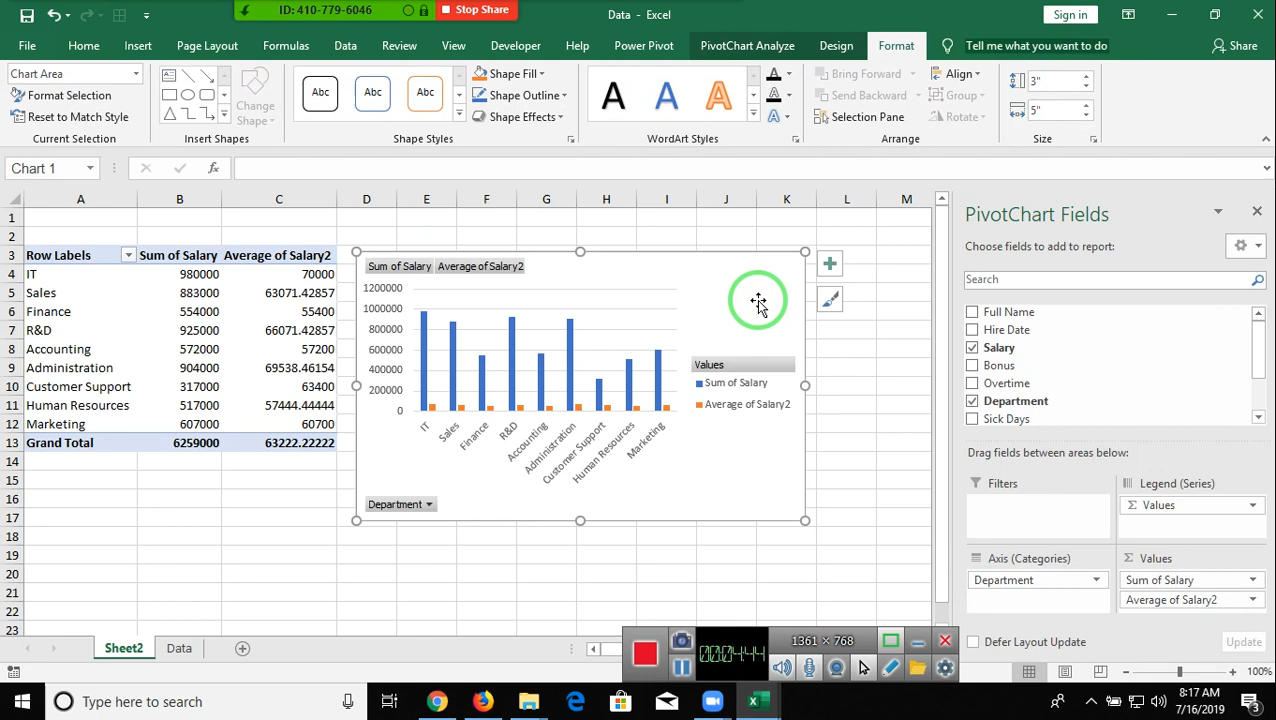 ID: 410-779-6046
Stop Share
Data - Excel
Sign in
File
Home
Insert
Page Layout
Formulas
Data
Review
View
Developer
Help
Power Pivot
PivotChart Analyze
Design
Format
Tell me what you want to do
Share
Chart Area
Format Selection
Reset to Match Style
Current Selection
Change
Shape
Insert Shapes
Abc
Abc
Abc
Shape Fill
Shape Outline
Shape Effects
Shape Styles
A
A
A
WordArt Styles
Bring Forward
Send Backward
Selection Pane
Align
Group
Rotate
Arrange
3"
5"
Size
Chart 1
fx
A B C D E F G H I J K L M
1
2
3 Row Labels Sum of Salary Average of Salary2
4 IT 980000 70000
5 Sales 883000 63071.42857
6 Finance 554000 55400
7 R&D 925000 66071.42857
8 Accounting 572000 57200
9 Administration 904000 69538.46154
10 Customer Support 317000 63400
11 Human Resources 517000 57444.44444
12 Marketing 607000 60700
13 Grand Total 6259000 63222.22222
14
15
16
17
18
19
20
21
22
23
Sum of Salary Average of Salary2
1200000
1000000
800000
600000
400000
200000
0
IT
Sales
Finance
R&D
Accounting
Administration
Customer Support
Human Resources
Marketing
Values
Sum of Salary
Average of Salary2
Department
PivotChart Fields
Choose fields to add to report:
Search
Full Name
Hire Date
Salary
Bonus
Overtime
Department
Sick Days
Drag fields between areas below:
Filters
Legend (Series)
Values
Axis (Categories)
Department
Values
Sum of Salary
Average of Salary2
Defer Layout Update
Update
Sheet2
Data
1361 × 768
00:04:44
100%
Type here to search
8:17 AM
7/16/2019
3